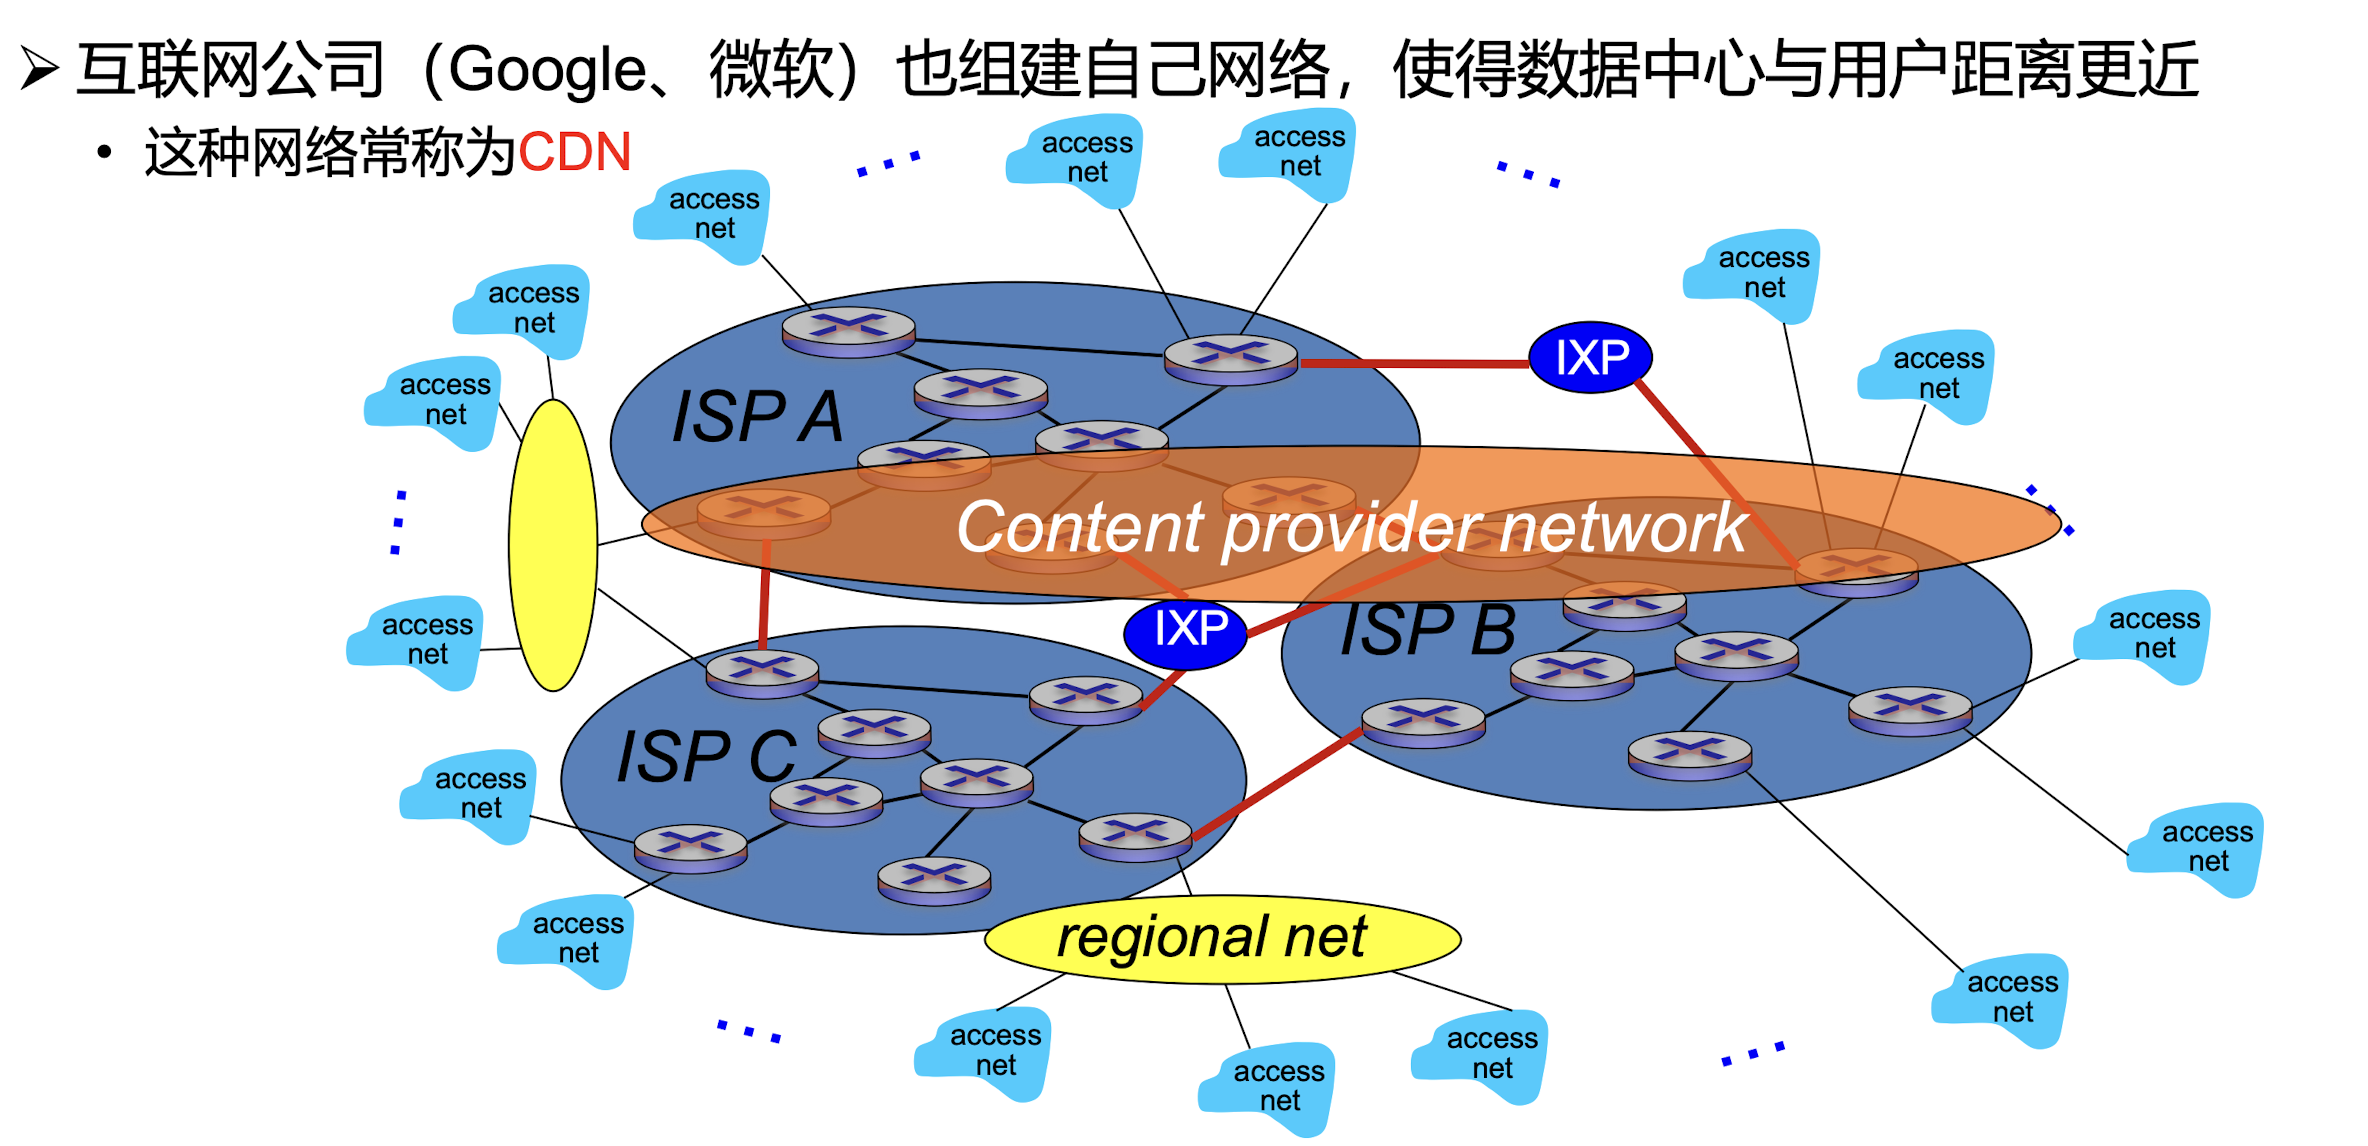 ➢ 互联网公司（Google、微软）也组建自己网络，使得数据中心与用户距离更近
• 这种网络常称为CDN
access
net
access
net
access
net
access
net
access
net
access
net
access
net
IXP
ISP A
Content provider network
IXP
ISP B
access
net
access
net
ISP C
access
net
access
net
access
net
regional net
access
net
access
net
access
net
access
net